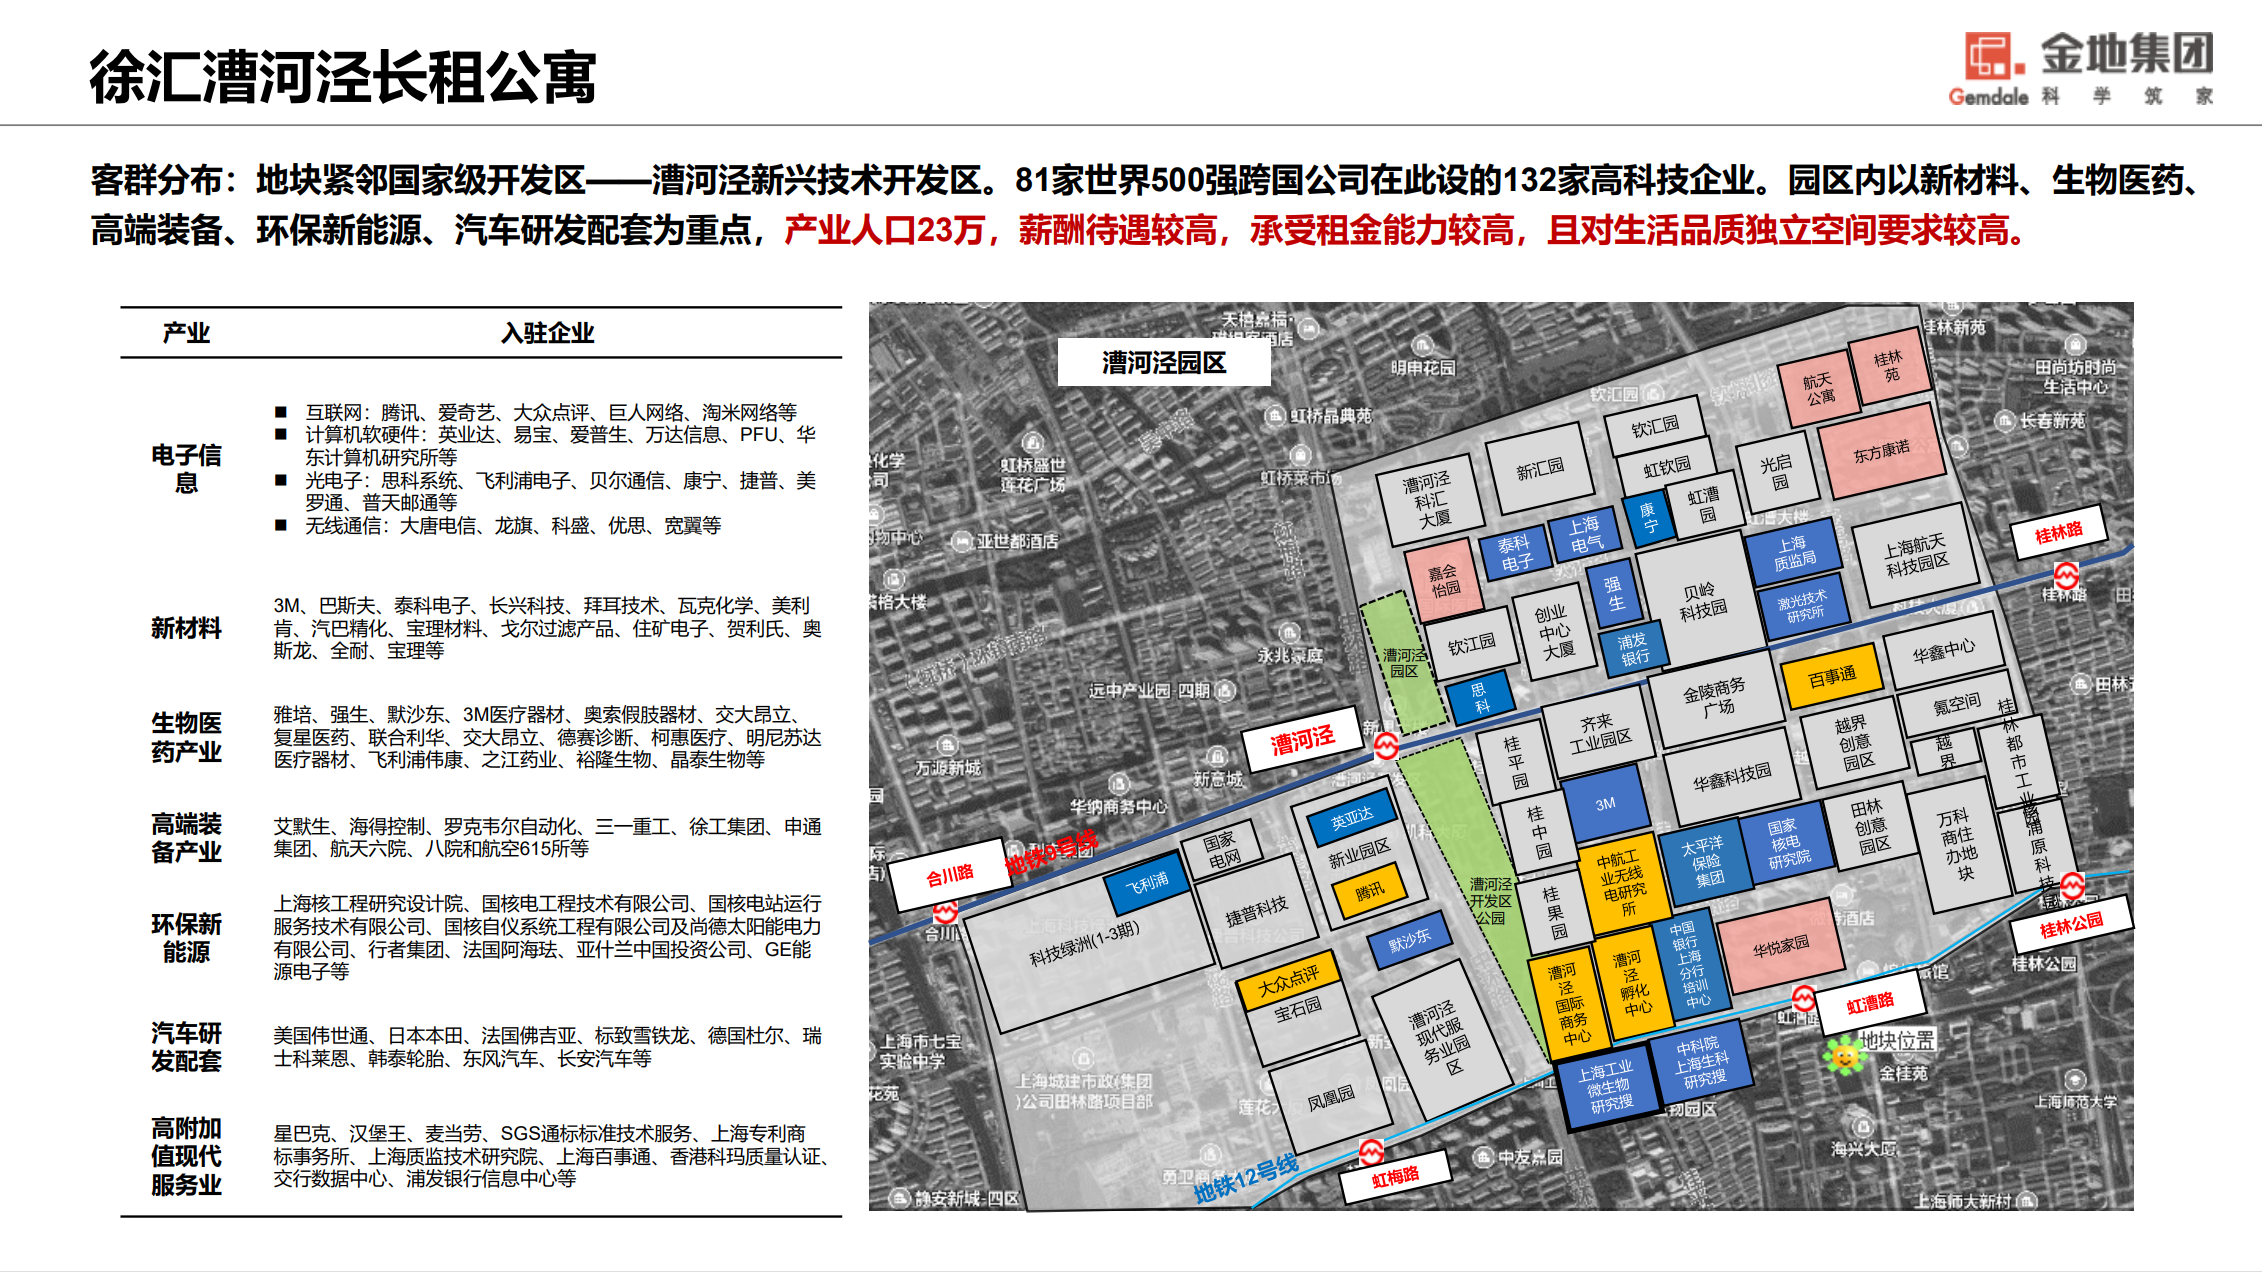 徐汇漕河泾长租公寓
金地集团
Gemdale 科学筑家
客群分布：地块紧邻国家级开发区——漕河泾新兴技术开发区。81家世界500强跨国公司在此设的132家高科技企业。园区内以新材料、生物医药、
高端装备、环保新能源、汽车研发配套为重点，产业人口23万，薪酬待遇较高，承受租金能力较高，且对生活品质独立空间要求较高。
产业 入驻企业
电子信
息
■ 互联网：腾讯、爱奇艺、大众点评、巨人网络、淘米网络等
■ 计算机软硬件：英业达、易宝、爱普生、万达信息、PFU、华
东计算机研究所等
■ 光电子：思科系统、飞利浦电子、贝尔通信、康宁、捷普、美
罗通、普天邮通等
■ 无线通信：大唐电信、龙旗、科盛、优思、宽翼等
新材料
3M、巴斯夫、泰科电子、长兴科技、拜耳技术、瓦克化学、美利
肯、汽巴精化、宝理材料、戈尔过滤产品、住矿电子、贺利氏、奥
斯龙、全耐、宝理等
生物医
药产业
雅培、强生、默沙东、3M医疗器材、奥索假肢器材、交大昂立、
复星医药、联合利华、交大昂立、德赛诊断、柯惠医疗、明尼苏达
医疗器材、飞利浦伟康、之江药业、裕隆生物、晶泰生物等
高端装
备产业
艾默生、海得控制、罗克韦尔自动化、三一重工、徐工集团、申通
集团、航天六院、八院和航空615所等
环保新
能源
上海核工程研究设计院、国核电工程技术有限公司、国核电站运行
服务技术有限公司、国核自仪系统工程有限公司及尚德太阳能电力
有限公司、行者集团、法国阿海珐、亚什兰中国投资公司、GE能
源电子等
汽车研
发配套
美国伟世通、日本本田、法国佛吉亚、标致雪铁龙、德国杜尔、瑞
士科莱恩、韩泰轮胎、东风汽车、长安汽车等
高附加
值现代
服务业
星巴克、汉堡王、麦当劳、SGS通标标准技术服务、上海专利商
标事务所、上海质监技术研究院、上海百事通、香港科玛质量认证、
交行数据中心、浦发银行信息中心等
漕河泾园区
天禧嘉福·
明申花园
虹桥晶典苑
虹桥盛世
莲花广场
虹桥菜市场
亚世都酒店
永兆豪庭
远中产业园-四期
万源新城
新意城
华纳商务中心
钦汇园
桂林新苑
田尚坊时尚
生活中心
长春新苑
航天
公寓
桂林
苑
东方康诺
钦汇园
虹钦园
新汇园
漕河泾
科汇
大厦
光启
园
虹漕
园
康
宁
上海
电气
泰科
电子
嘉会
怡园
强
生
贝岭
科技园
上海
质监局
激光技术
研究所
上海航天
科技园区
桂林路
桂林路
漕河泾
园区
钦江园
创业
中心
大厦
浦发
银行
思
科
金陵商务
广场
百事通
华鑫中心
氪空间
齐来
工业园区
越界
创意
园区
越
界
桂
林
都
市
工
业
园
漕河泾
桂
平
园
华鑫科技园
3M
桂
中
园
田林
创意
园区
万科
商住
办地
块
浦
原
科
技
园
国家
核电
研究院
太平洋
保险
集团
中航工
业无线
电研究
所
桂
果
园
漕河泾
开发区
公园
英业达
新业园区
腾讯
国家
电网
飞利浦
地铁9号线
合川路
捷普科技
科技绿洲(1-3期)
默沙东
大众点评
宝石园
漕河泾
现代服
务业园
区
凤凰园
漕河
泾
国际
商务
中心
漕河
泾
孵化
中心
中国
银行
上海
分行
培训
中心
华悦家园
桂林公园
桂林公园
虹漕路
地块位置
金桂苑
中科院
上海生科
研究搜
上海工业
微生物
研究搜
上海市七宝
实验中学
上海城建市政(集团
)公司田林路项目部
地铁12号线
虹梅路
中友嘉园
海兴大厦
上海师范大学
上海师大新村
静安新城-四区